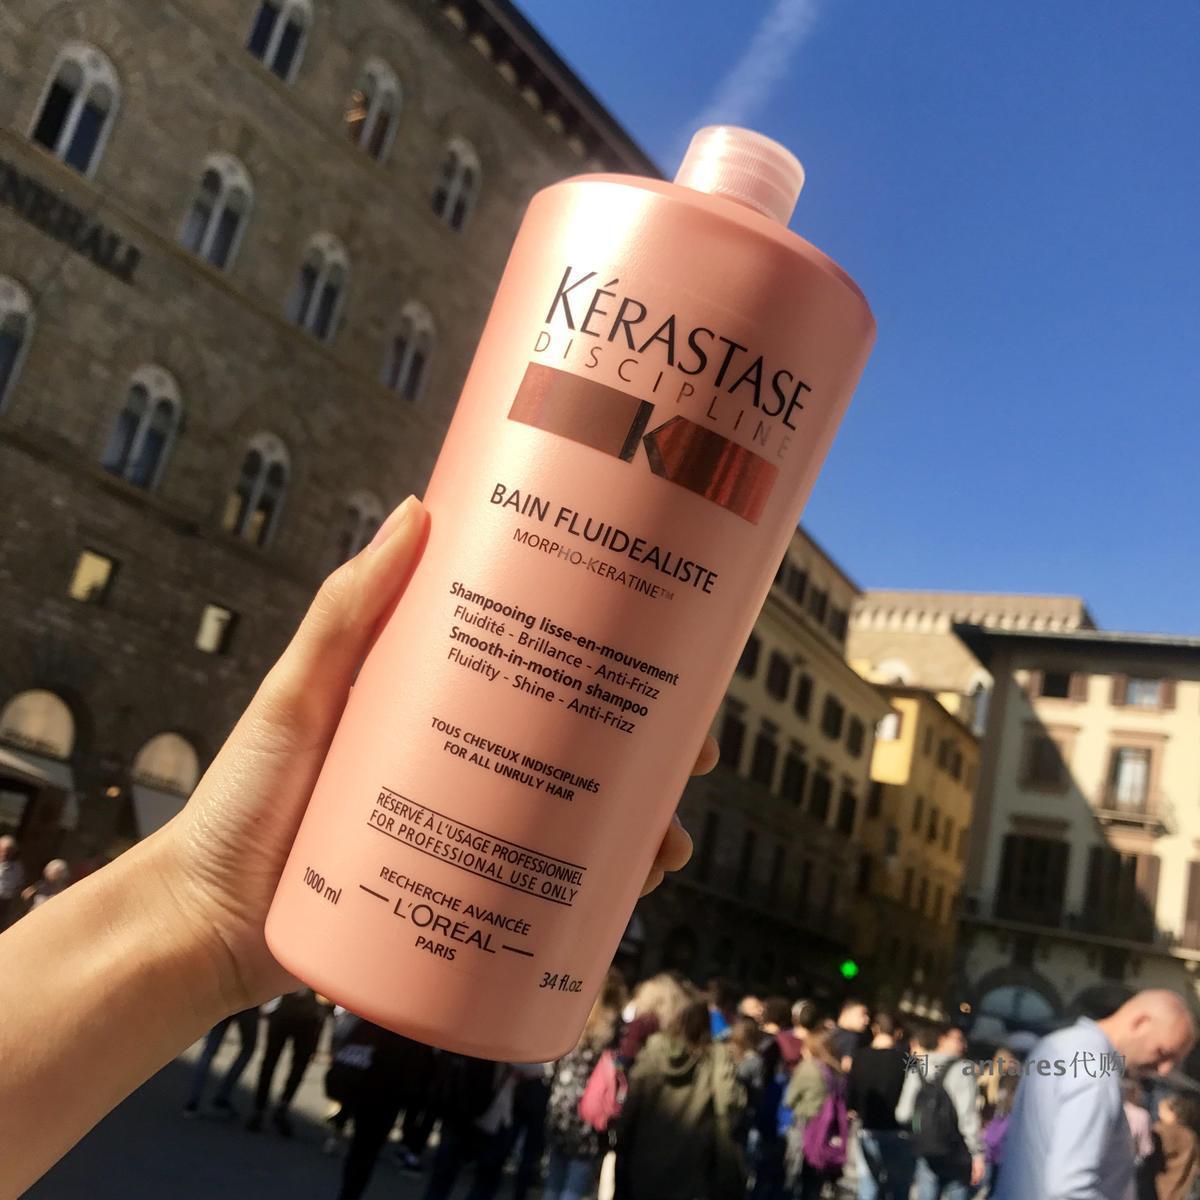 KÉRASTASE
DISCIPLINE
K
BAIN FLUIDEALISTE
MORPHO-KERATINE™
Shampooing lisse-en-mouvement
Fluidité - Brillance - Anti-Frizz
Smooth-in-motion shampoo
Fluidity - Shine - Anti-Frizz
TOUS CHEVEUX INDISCIPLINÉS
FOR ALL UNRULY HAIR
RÉSERVÉ À L'USAGE PROFESSIONNEL
FOR PROFESSIONAL USE ONLY
1000 ml
RECHERCHE AVANCÉE
L'ORÉAL
PARIS
34 fl.oz.
淘 - antares代购